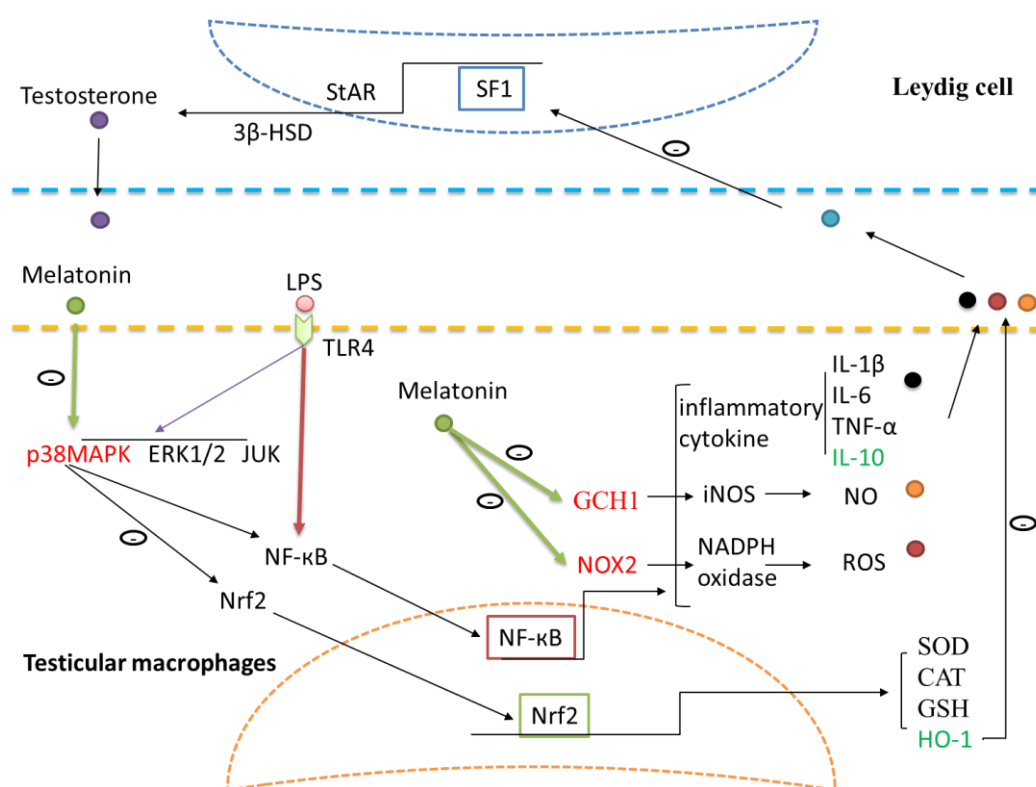 StAR
SF1
Leydig cell
Testosterone
3β-HSD
-
Melatonin
LPS
TLR4
-
Melatonin
inflammatory
cytokine
IL-1β
IL-6
TNF-α
IL-10
p38MAPK ERK1/2 JUK
-
-
GCH1
iNOS
NO
-
-
NF-κB
NOX2
NADPH
oxidase
ROS
Nrf2
NF-κB
Testicular macrophages
Nrf2
SOD
CAT
GSH
HO-1